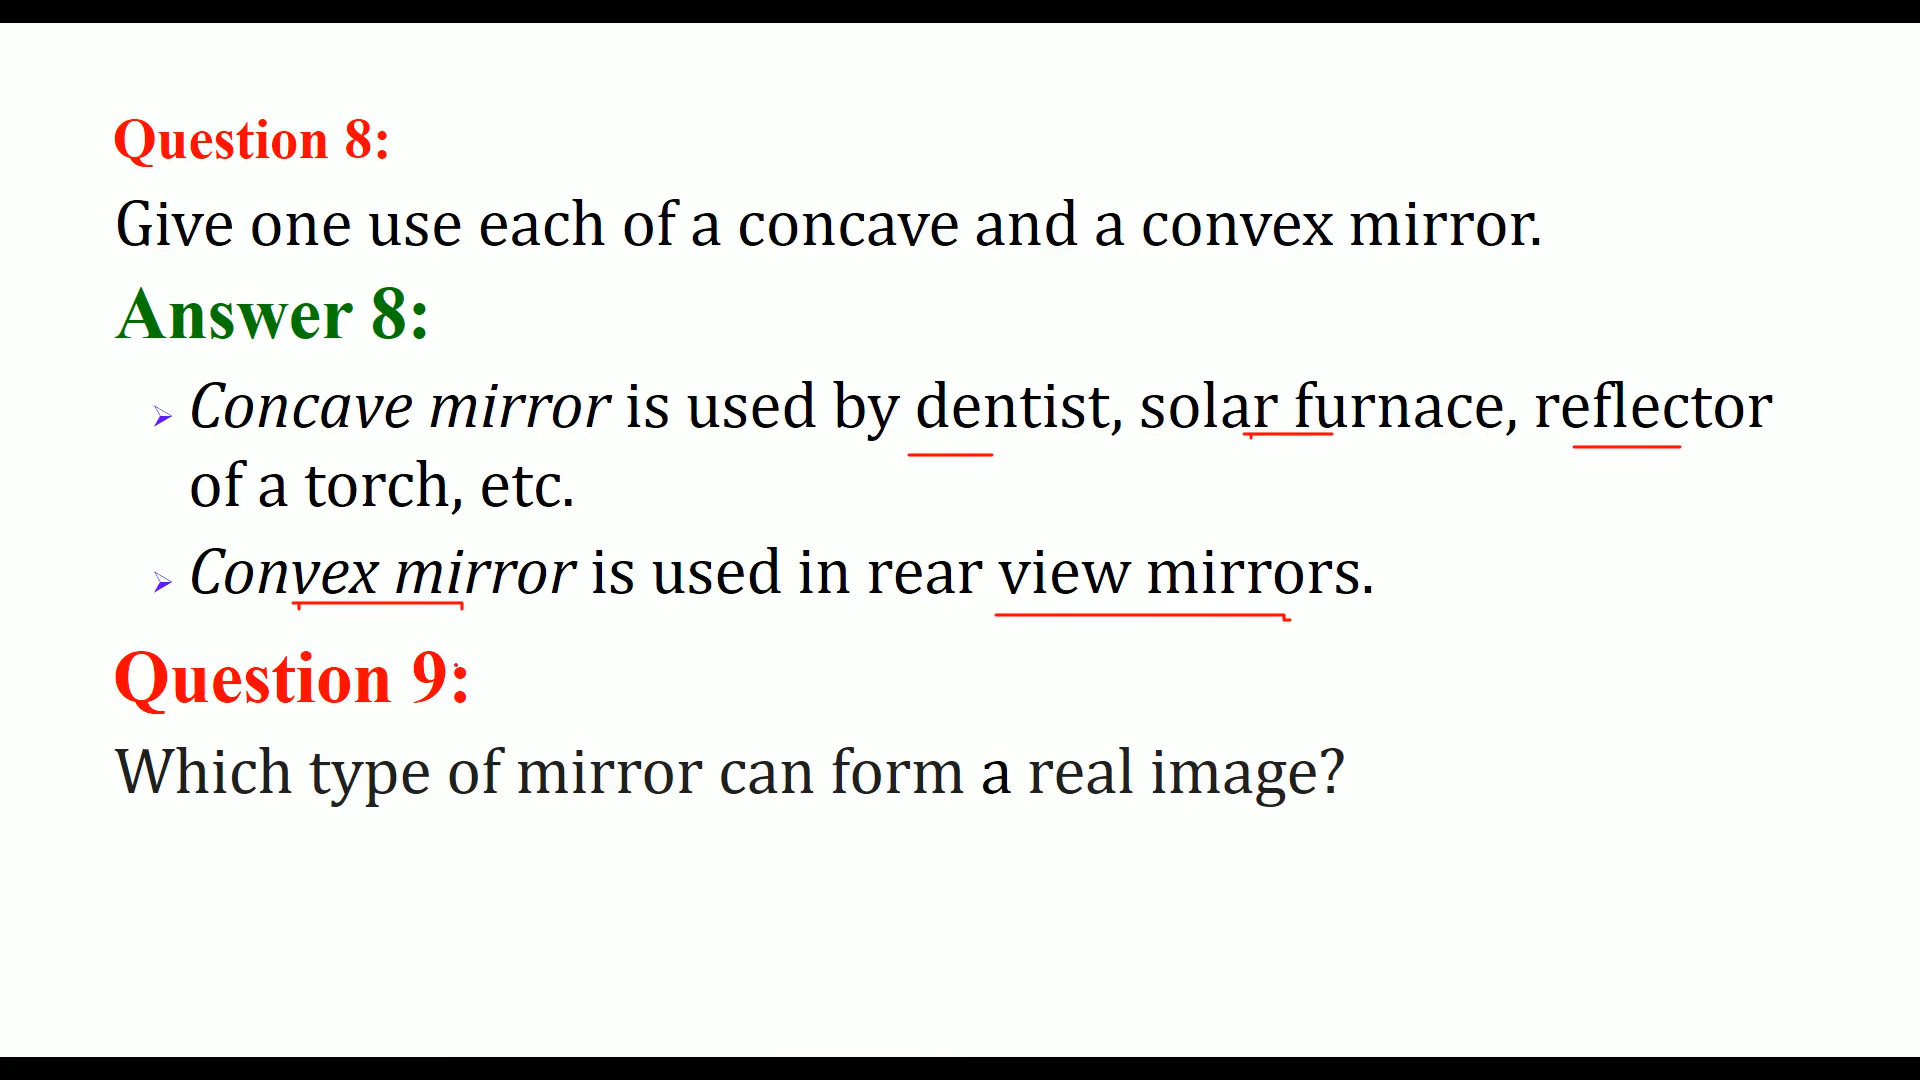 Question 8:
Give one use each of a concave and a convex mirror.
Answer 8:
➢ Concave mirror is used by dentist, solar furnace, reflector
of a torch, etc.
➢ Convex mirror is used in rear view mirrors.
Question 9:
Which type of mirror can form a real image?